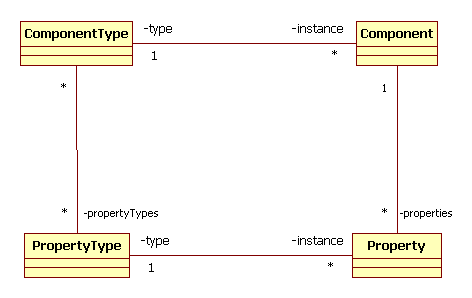 -type -instance
ComponentType Component
1 *
* 1
* -propertyTypes * -properties
-type -instance
PropertyType Property
1 *